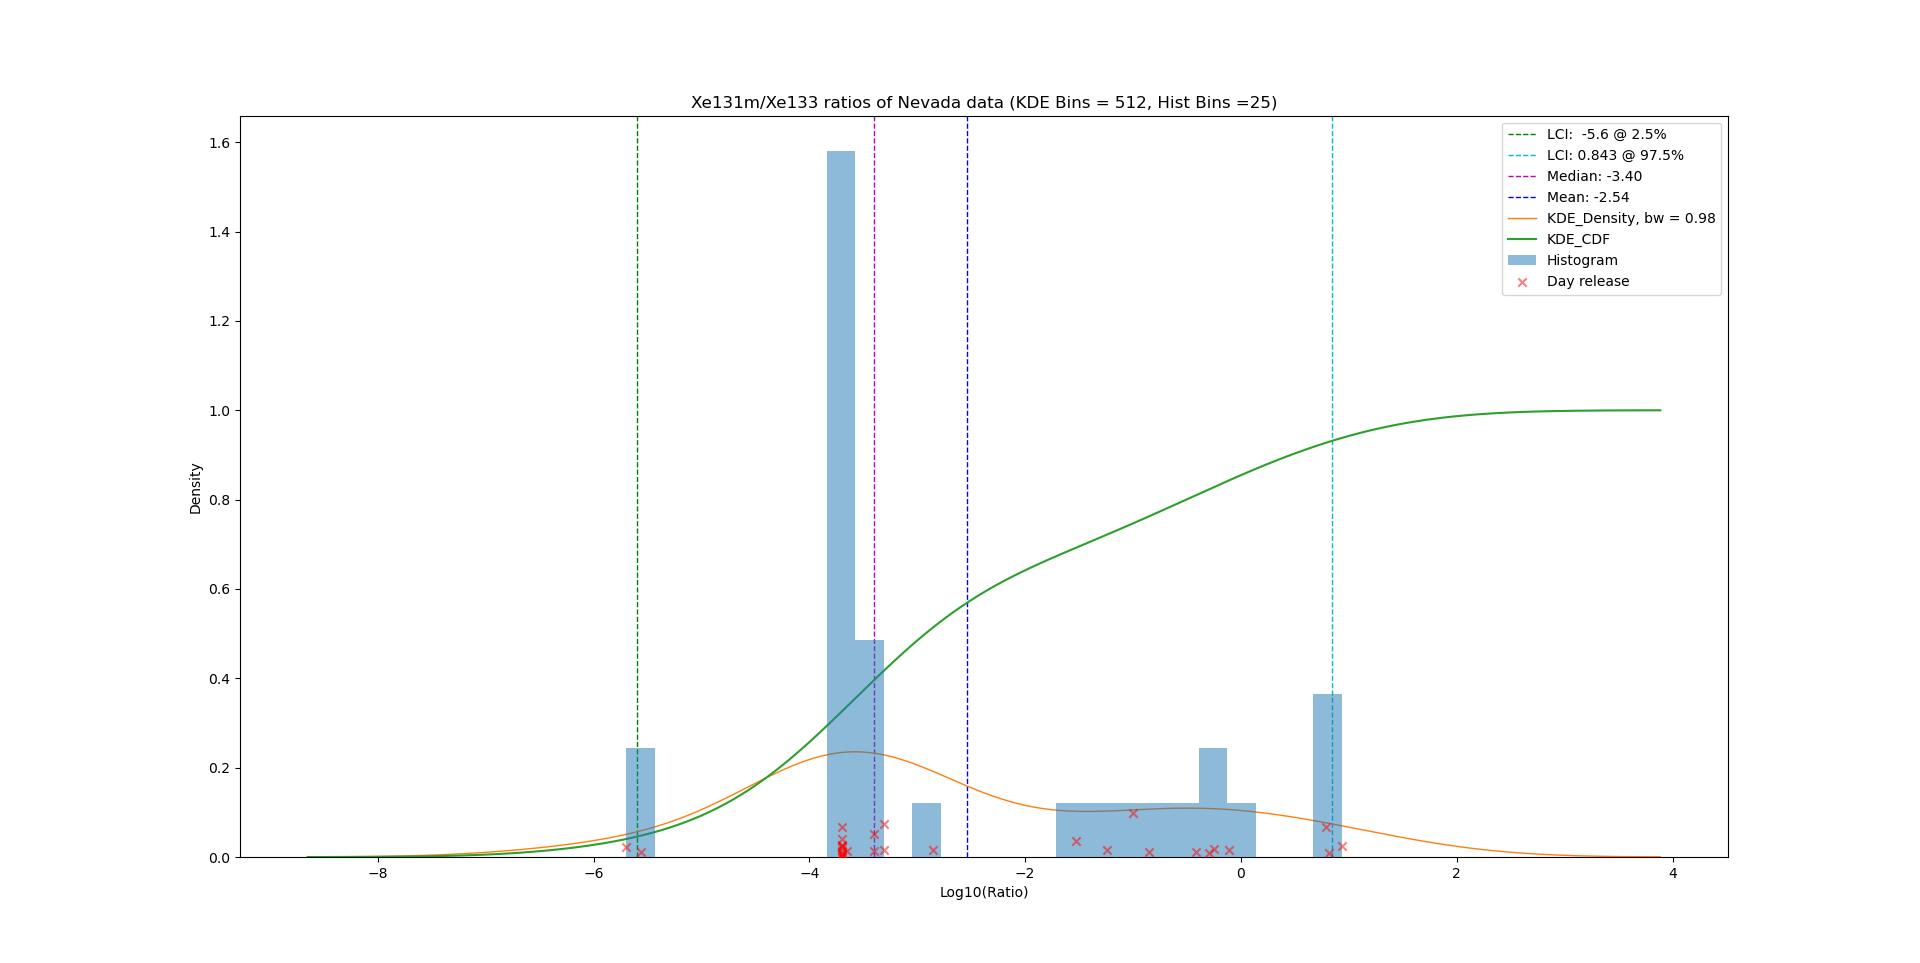 Xe131m/Xe133 ratios of Nevada data (KDE Bins = 512, Hist Bins =25)
LCI:  -5.6 @ 2.5%
LCI: 0.843 @ 97.5%
Median: -3.40
Mean: -2.54
KDE_Density, bw = 0.98
KDE_CDF
Histogram
Day release
Density
1.6
1.4
1.2
1.0
0.8
0.6
0.4
0.2
0.0
−8 −6 −4 −2 0 2 4
Log10(Ratio)